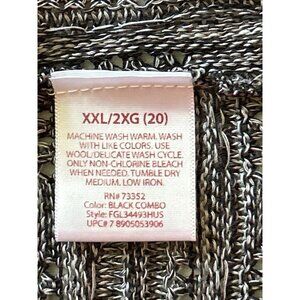 XXL/2XG (20)
MACHINE WASH WARM. WASH
WITH LIKE COLORS. USE
WOOL/DELICATE WASH CYCLE.
ONLY NON-CHLORINE BLEACH
WHEN NEEDED. TUMBLE DRY
MEDIUM, LOW IRON.
RN# 73352
Color: BLACK COMBO
Style: FGL34493HUS
UPC# 7 8905053906